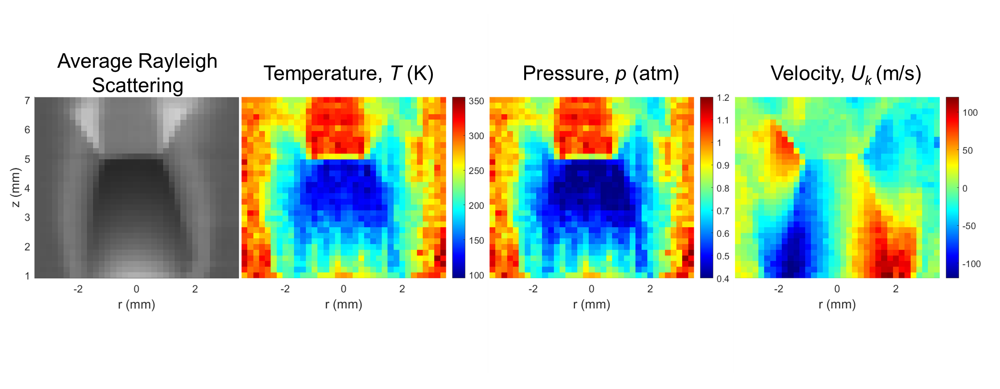 Average Rayleigh
Scattering
Temperature, T (K)
Pressure, p (atm)
Velocity, Uk (m/s)
7
6
5
4
3
2
1
z (mm)
-2 0 2
r (mm)
350
300
250
200
150
100
-2 0 2
r (mm)
1.2
1.1
1
0.9
0.8
0.7
0.6
0.5
0.4
-2 0 2
r (mm)
100
50
0
-50
-100
-2 0 2
r (mm)